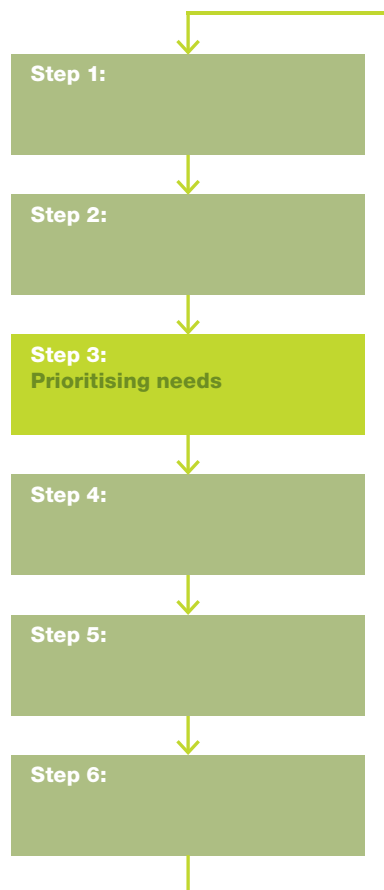 Step 1:
Step 2:
Step 3:
Prioritising needs
Step 4:
Step 5:
Step 6: